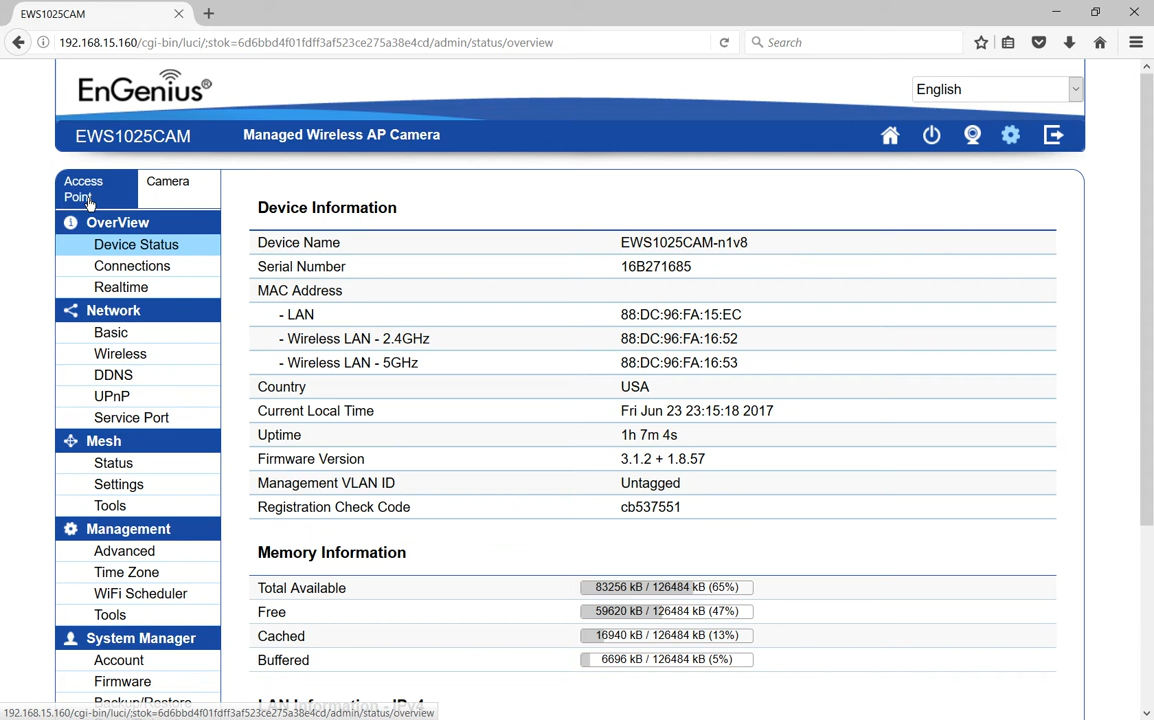 EWS1025CAM
192.168.15.160/cgi-bin/luci/;stok=6d6bbd4f01fdff3af523ce275a38e4cd/admin/status/overview
Search
EnGenius®
English
EWS1025CAM
Managed Wireless AP Camera
Access Point
Camera
OverView
Device Status
Connections
Realtime
Network
Basic
Wireless
DDNS
UPnP
Service Port
Mesh
Status
Settings
Tools
Management
Advanced
Time Zone
WiFi Scheduler
Tools
System Manager
Account
Firmware
Backup/Restore
Device Information
Device Name EWS1025CAM-n1v8
Serial Number 16B271685
MAC Address
- LAN 88:DC:96:FA:15:EC
- Wireless LAN - 2.4GHz 88:DC:96:FA:16:52
- Wireless LAN - 5GHz 88:DC:96:FA:16:53
Country USA
Current Local Time Fri Jun 23 23:15:18 2017
Uptime 1h 7m 4s
Firmware Version 3.1.2 + 1.8.57
Management VLAN ID Untagged
Registration Check Code cb537551
Memory Information
Total Available 83256 kB / 126484 kB (65%)
Free 59620 kB / 126484 kB (47%)
Cached 16940 kB / 126484 kB (13%)
Buffered 6696 kB / 126484 kB (5%)
LAN Information - IPv4
192.168.15.160/cgi-bin/luci/;stok=6d6bbd4f01fdff3af523ce275a38e4cd/admin/status/overview